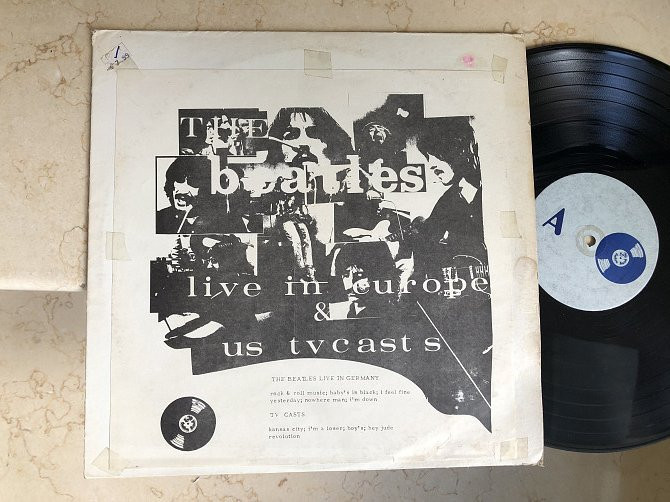 THE
beatles
live in europe
&
us tvcasts
THE BEATLES LIVE IN GERMANY
rock & roll music; baby's in black; i feel fine
yesterday; nowhere man; i'm down
TV CASTS
kansas city; i'm a loser; boy's; hey jude
revolution
A